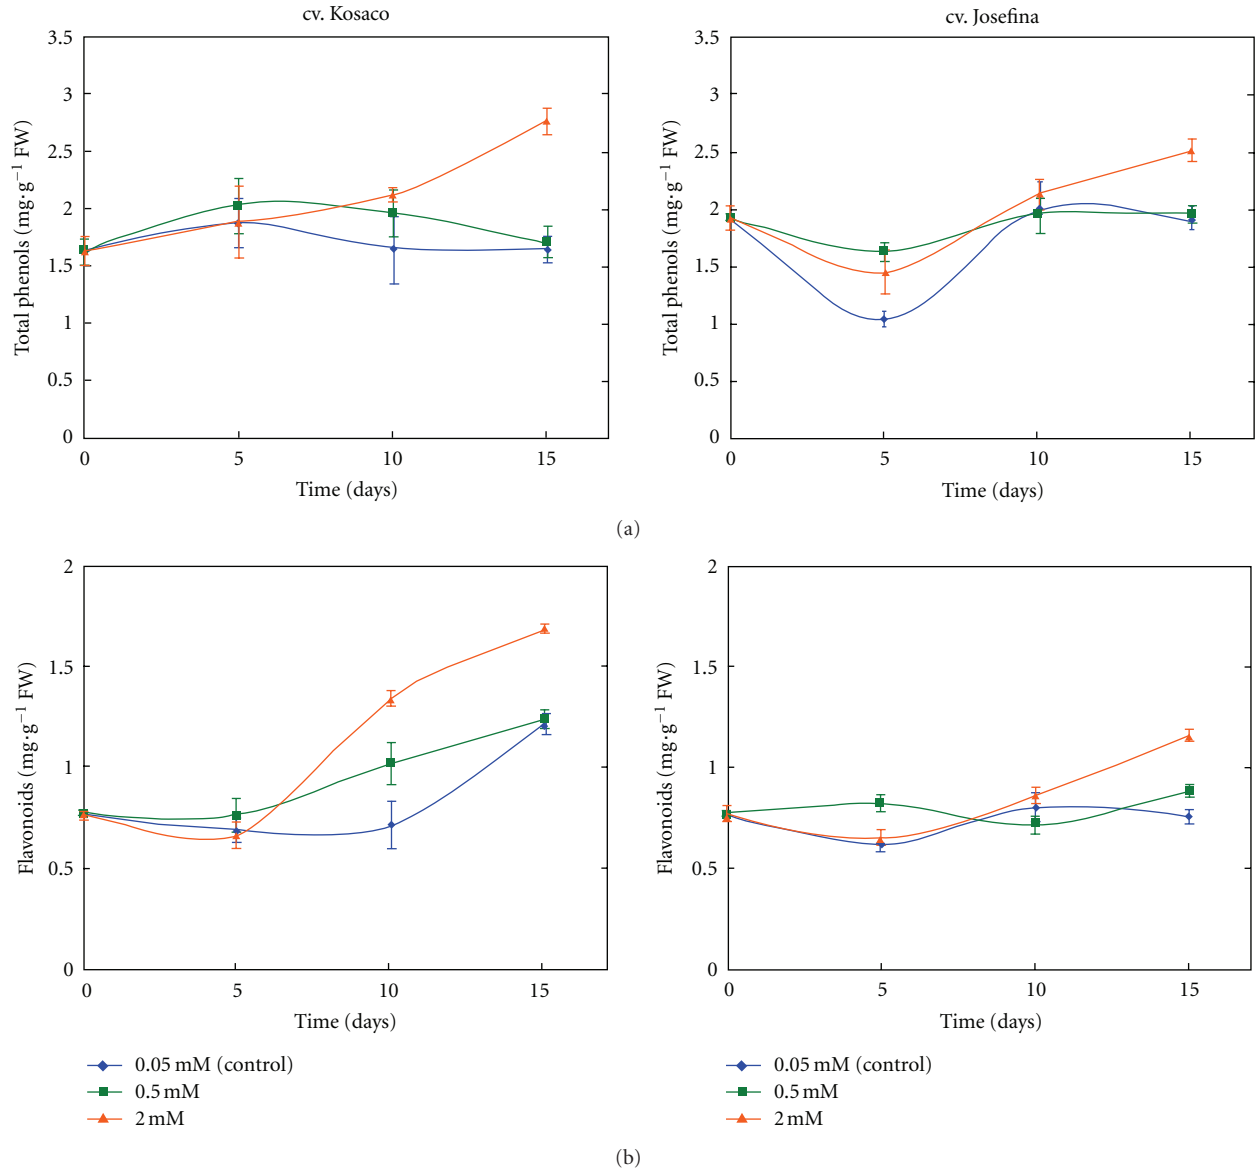 cv. Kosaco
cv. Josefina
Total phenols (mg·g−1 FW)
3.5
3
2.5
2
1.5
1
0.5
0
0 5 10 15
Time (days)
Total phenols (mg·g−1 FW)
3.5
3
2.5
2
1.5
1
0.5
0
0 5 10 15
Time (days)
(a)
Flavonoids (mg·g−1 FW)
2
1.5
1
0.5
0
0 5 10 15
Time (days)
0.05 mM (control)
0.5 mM
2 mM
Flavonoids (mg·g−1 FW)
2
1.5
1
0.5
0
0 5 10 15
Time (days)
0.05 mM (control)
0.5 mM
2 mM
(b)